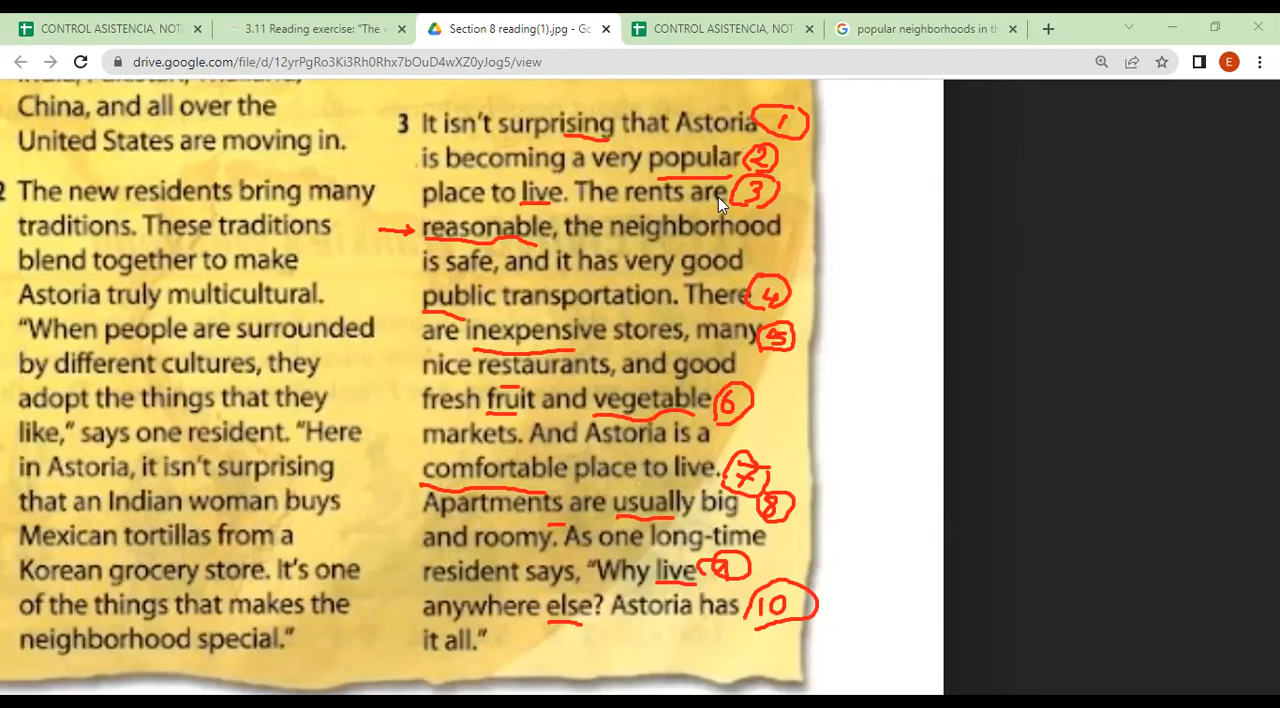 CONTROL ASISTENCIA, NOT
3.11 Reading exercise: "The
Section 8 reading(1).jpg - Go
CONTROL ASISTENCIA, NOT
popular neighborhoods in th
drive.google.com/file/d/12yrPgRo3Ki3Rh0Rhx7bOuD4wXZ0yJog5/view
E
China, and all over the
United States are moving in.
2 The new residents bring many
traditions. These traditions
blend together to make
Astoria truly multicultural.
"When people are surrounded
by different cultures, they
adopt the things that they
like," says one resident. "Here
in Astoria, it isn't surprising
that an Indian woman buys
Mexican tortillas from a
Korean grocery store. It's one
of the things that makes the
neighborhood special."
3 It isn't surprising that Astoria 1
is becoming a very popular 2
place to live. The rents are 3
reasonable, the neighborhood
is safe, and it has very good
public transportation. There 4
are inexpensive stores, many 5
nice restaurants, and good
fresh fruit and vegetable 6
markets. And Astoria is a
comfortable place to live. 7
Apartments are usually big 8
and roomy. As one long-time
resident says, "Why live 9
anywhere else? Astoria has 10
it all."